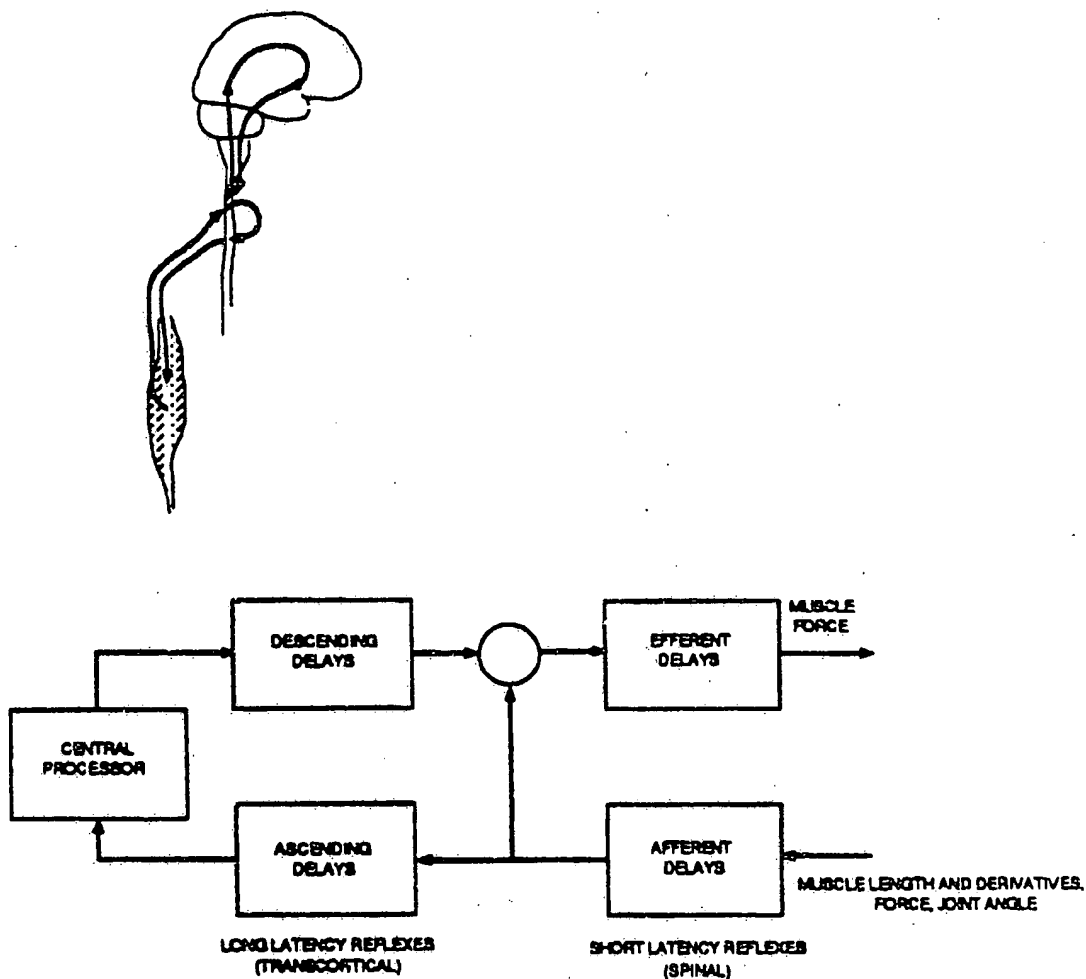 MUSCLE
FORCE
DESCENDING
DELAYS
EFFERENT
DELAYS
CENTRAL
PROCESSOR
ASCENDING
DELAYS
AFFERENT
DELAYS
MUSCLE LENGTH AND DERIVATIVES,
FORCE, JOINT ANGLE
LONG LATENCY REFLEXES
(TRANSCORTICAL)
SHORT LATENCY REFLEXES
(SPINAL)